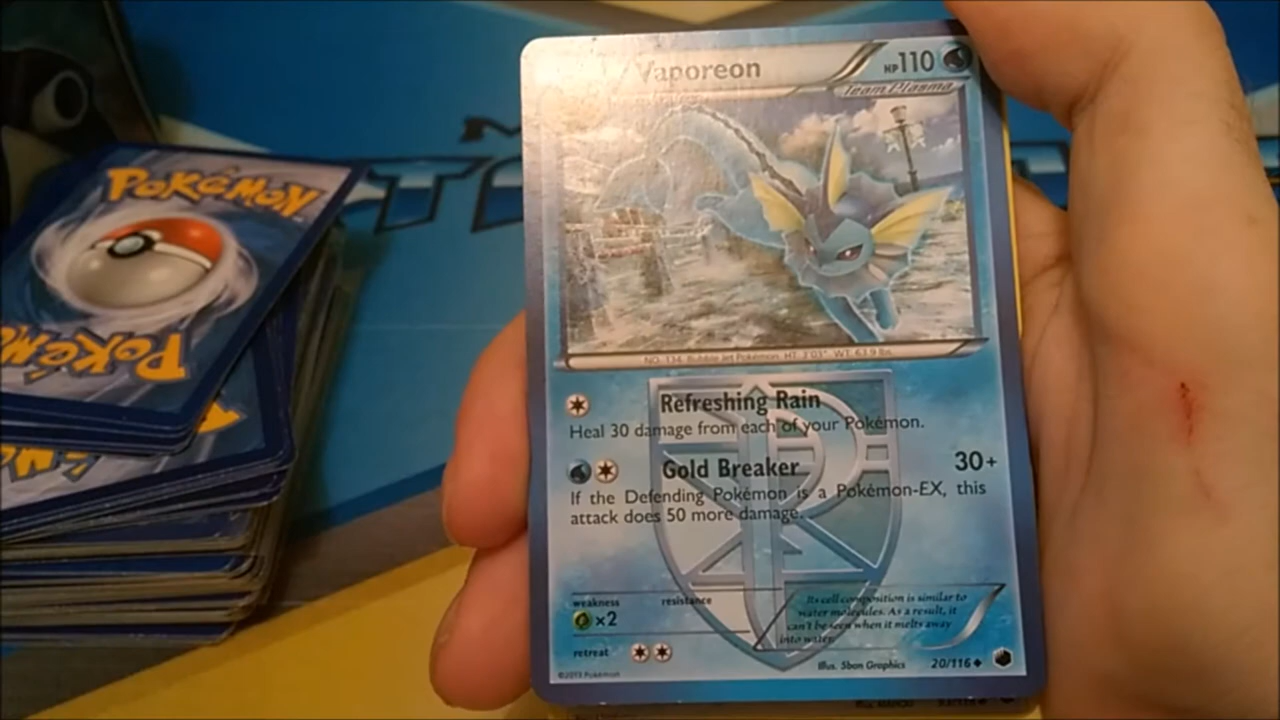 Vaporeon
HP110
Team Plasma
NO. 134 Bubble Jet Pokémon HT: 3'03" WT: 63.9 lbs.
Refreshing Rain
Heal 30 damage from each of your Pokémon.
Gold Breaker 30+
If the Defending Pokémon is a Pokémon-EX, this
attack does 50 more damage.
weakness resistance
×2
Its cell composition is similar to
water molecules. As a result, it
can't be seen when it melts away
into water.
retreat
Illus. 5ban Graphics 20/116
©2013 Pokémon
POKéMON
POKéMON